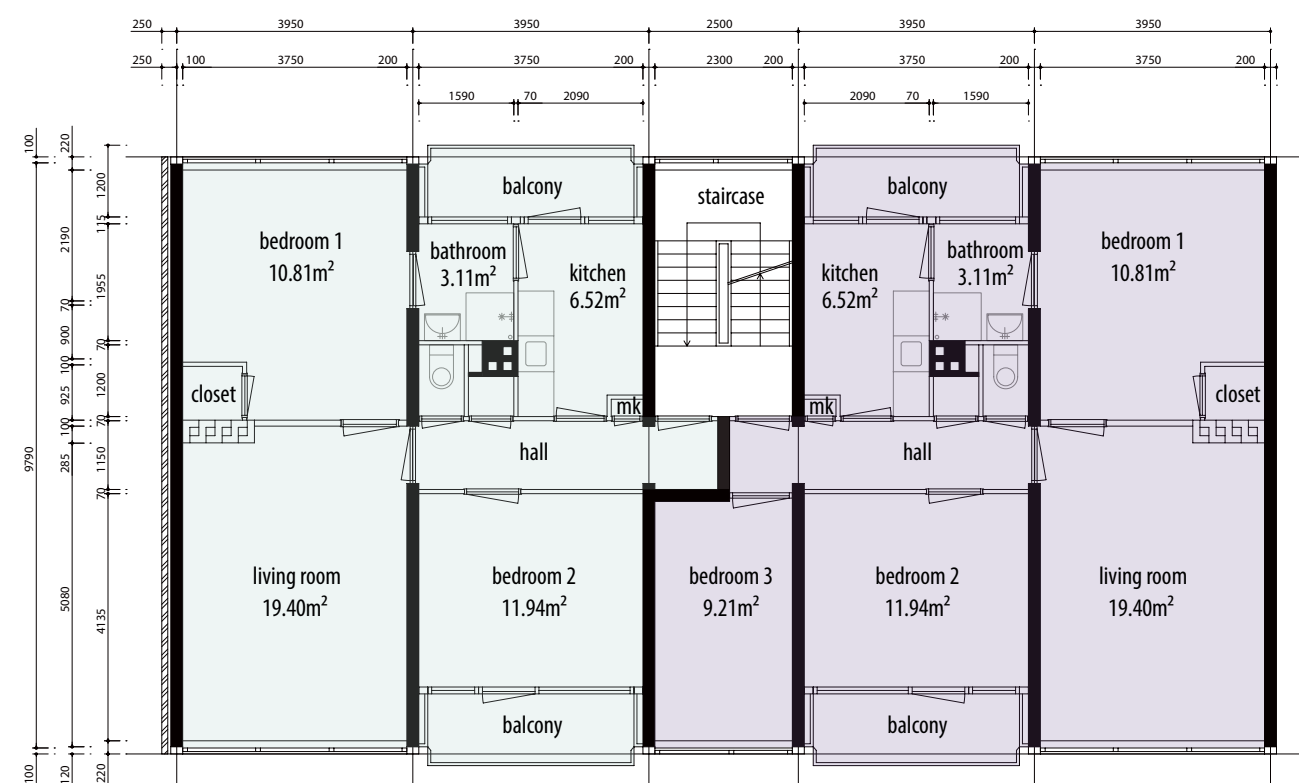 250 3950 3950 2500 3950 3950
250 100 3750 200 3750 200 2300 200 3750 200 3750 200
1590 70 2090 2090 70 1590
100 220
1200
115
2190
1955
70
900
70
100
925
1200
100
70
285
1150
9790
70
5080
4135
100 120 220
balcony staircase balcony
bedroom 1
10.81m²
bathroom
3.11m²
kitchen
6.52m²
kitchen
6.52m²
bathroom
3.11m²
bedroom 1
10.81m²
closet mk mk closet
hall hall
living room
19.40m²
bedroom 2
11.94m²
bedroom 3
9.21m²
bedroom 2
11.94m²
living room
19.40m²
balcony balcony